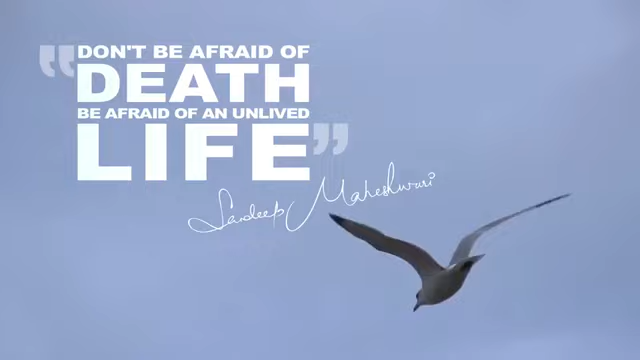 “DON'T BE AFRAID OF
DEATH
BE AFRAID OF AN UNLIVED
LIFE”
Sandeep Maheshwari